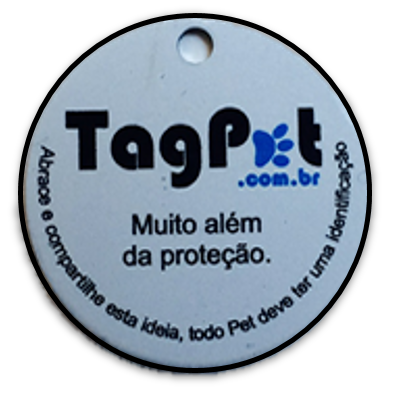 TagPet
.com.br
Muito além
da proteção.
Abrace e compartilhe esta ideia, todo Pet deve ter uma identificação